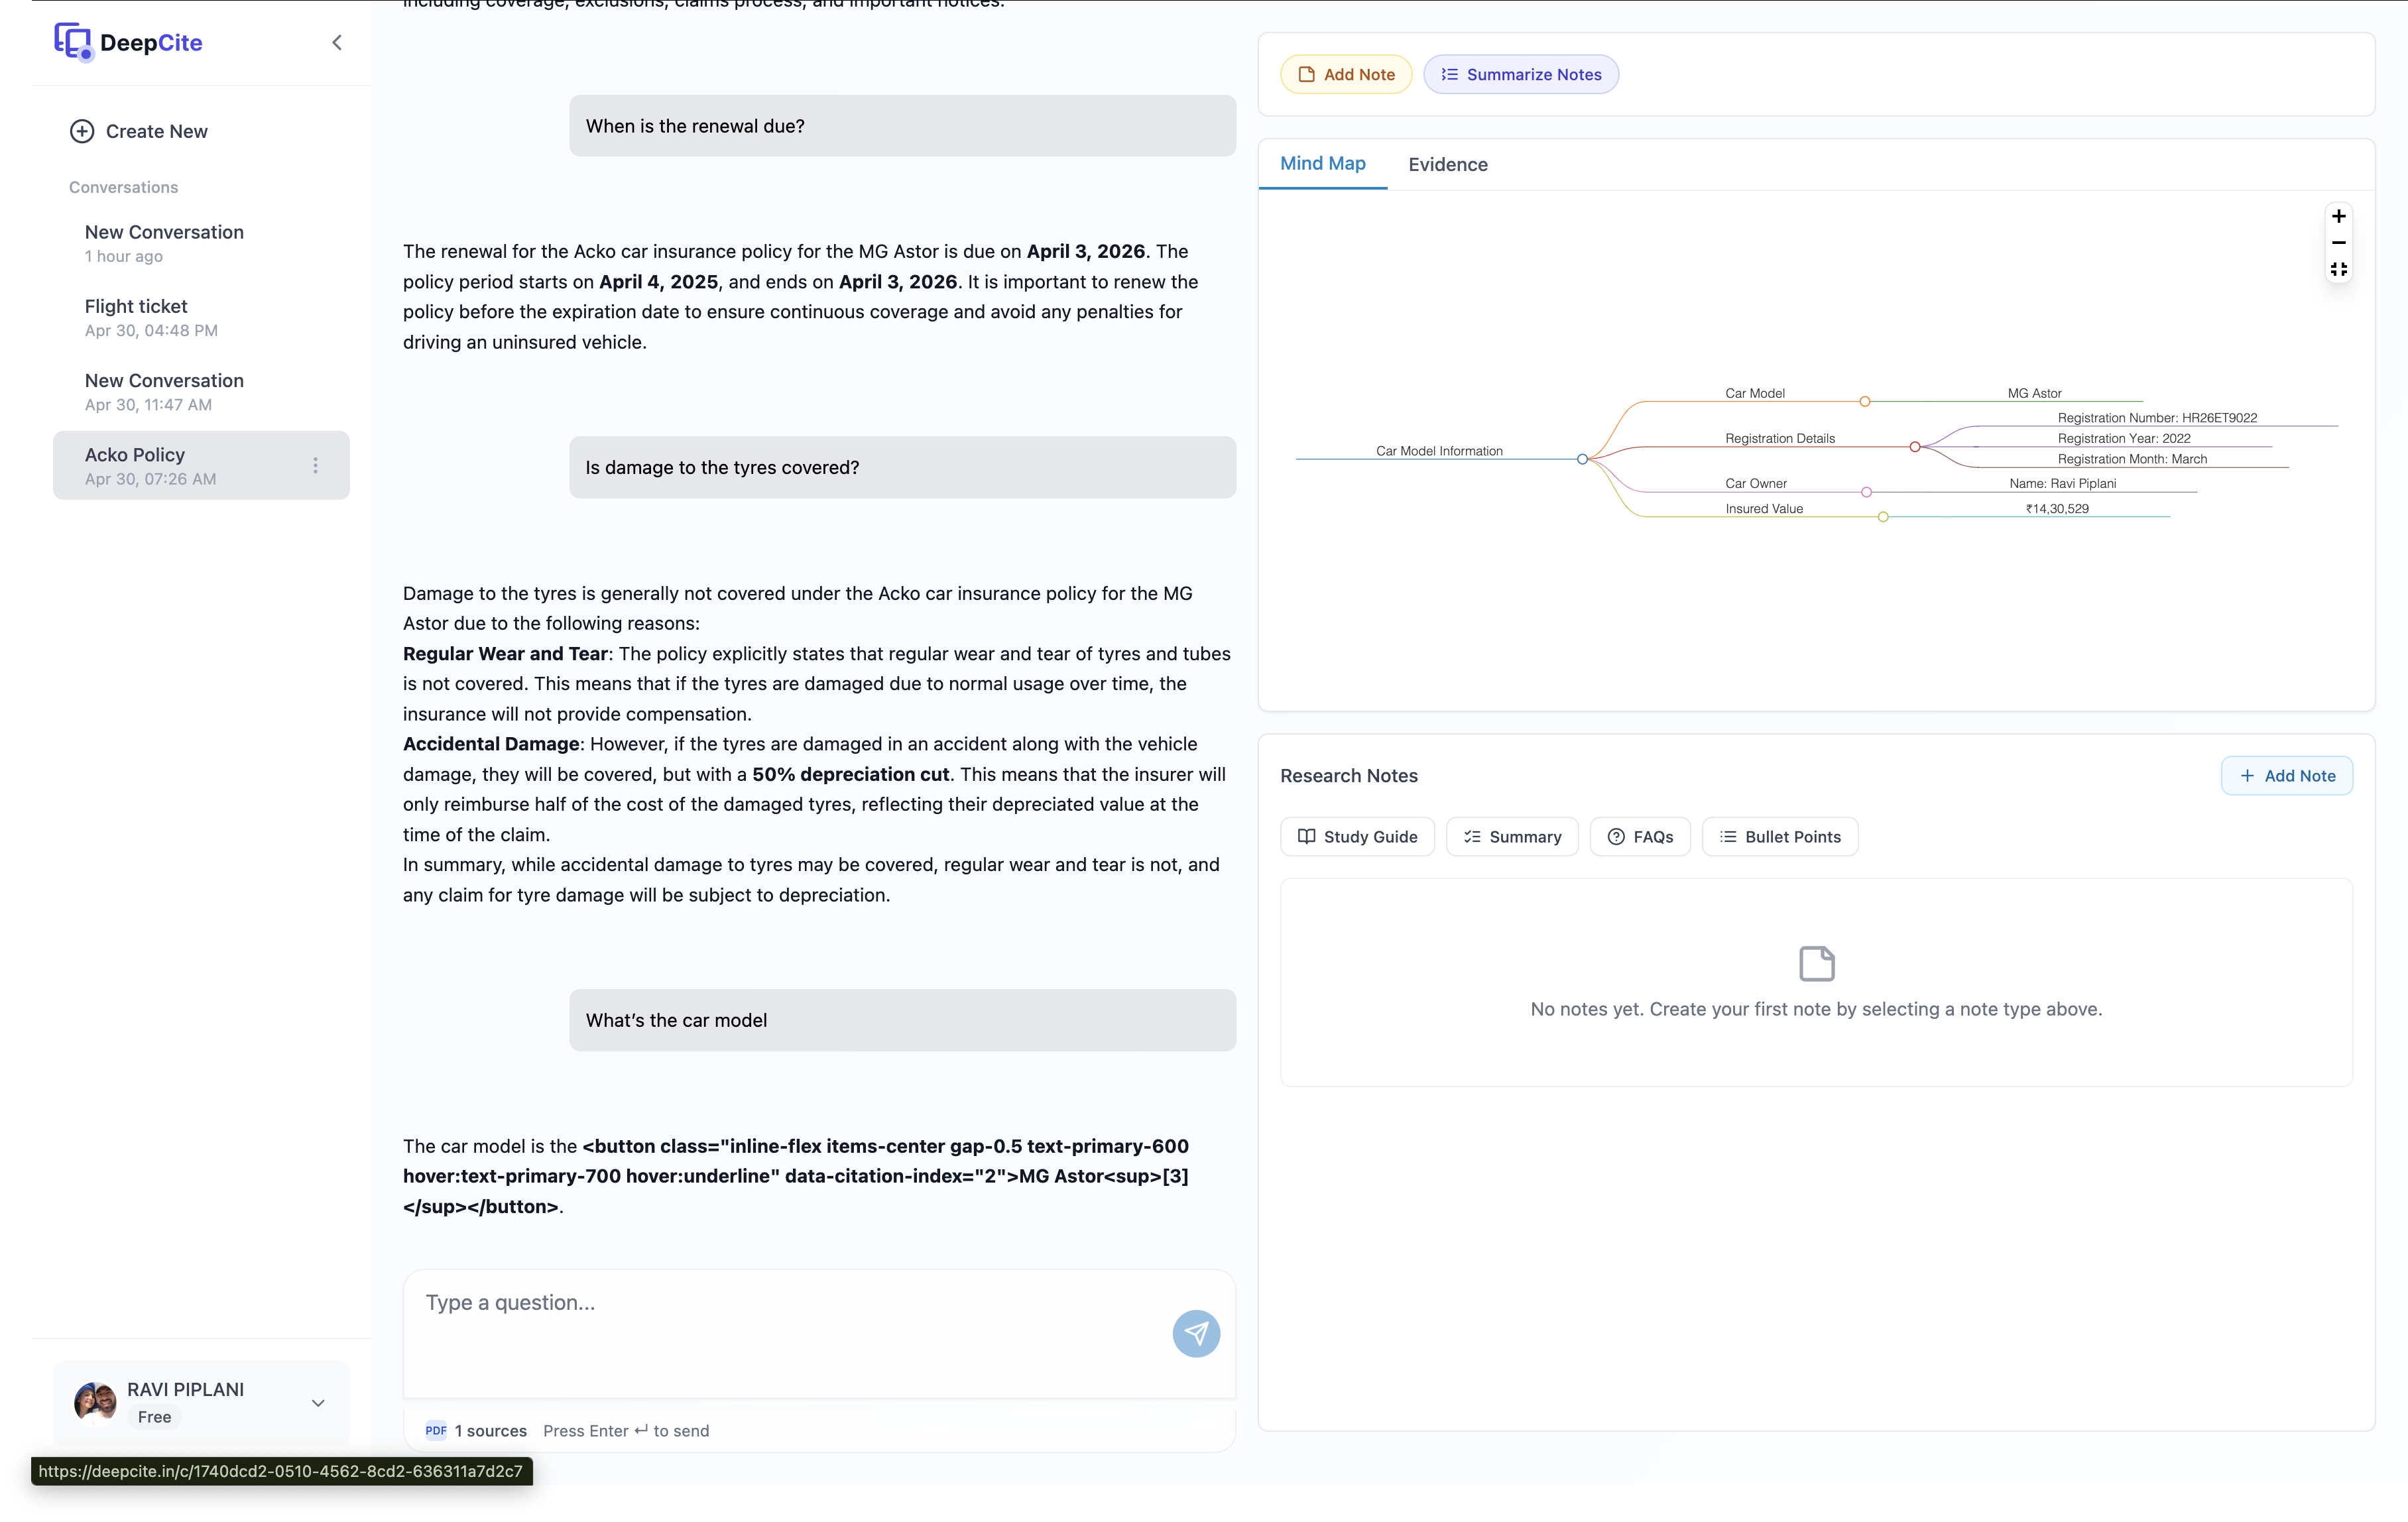 including coverage, exclusions, claims process, and important notices.
DeepCite
Create New
Conversations
New Conversation
1 hour ago
Flight ticket
Apr 30, 04:48 PM
New Conversation
Apr 30, 11:47 AM
Acko Policy
Apr 30, 07:26 AM
RAVI PIPLANI
Free
https://deepcite.in/c/1740dcd2-0510-4562-8cd2-636311a7d2c7
When is the renewal due?
The renewal for the Acko car insurance policy for the MG Astor is due on April 3, 2026. The
policy period starts on April 4, 2025, and ends on April 3, 2026. It is important to renew the
policy before the expiration date to ensure continuous coverage and avoid any penalties for
driving an uninsured vehicle.
Is damage to the tyres covered?
Damage to the tyres is generally not covered under the Acko car insurance policy for the MG
Astor due to the following reasons:
Regular Wear and Tear: The policy explicitly states that regular wear and tear of tyres and tubes
is not covered. This means that if the tyres are damaged due to normal usage over time, the
insurance will not provide compensation.
Accidental Damage: However, if the tyres are damaged in an accident along with the vehicle
damage, they will be covered, but with a 50% depreciation cut. This means that the insurer will
only reimburse half of the cost of the damaged tyres, reflecting their depreciated value at the
time of the claim.
In summary, while accidental damage to tyres may be covered, regular wear and tear is not, and
any claim for tyre damage will be subject to depreciation.
What's the car model
The car model is the <button class="inline-flex items-center gap-0.5 text-primary-600
hover:text-primary-700 hover:underline" data-citation-index="2">MG Astor<sup>[3]
</sup></button>.
Type a question...
PDF 1 sources Press Enter ↵ to send
Add Note Summarize Notes
Mind Map Evidence
Car Model Information
Car Model
MG Astor
Registration Details
Registration Number: HR26ET9022
Registration Year: 2022
Registration Month: March
Car Owner
Name: Ravi Piplani
Insured Value
₹14,30,529
Research Notes
+ Add Note
Study Guide Summary FAQs Bullet Points
No notes yet. Create your first note by selecting a note type above.